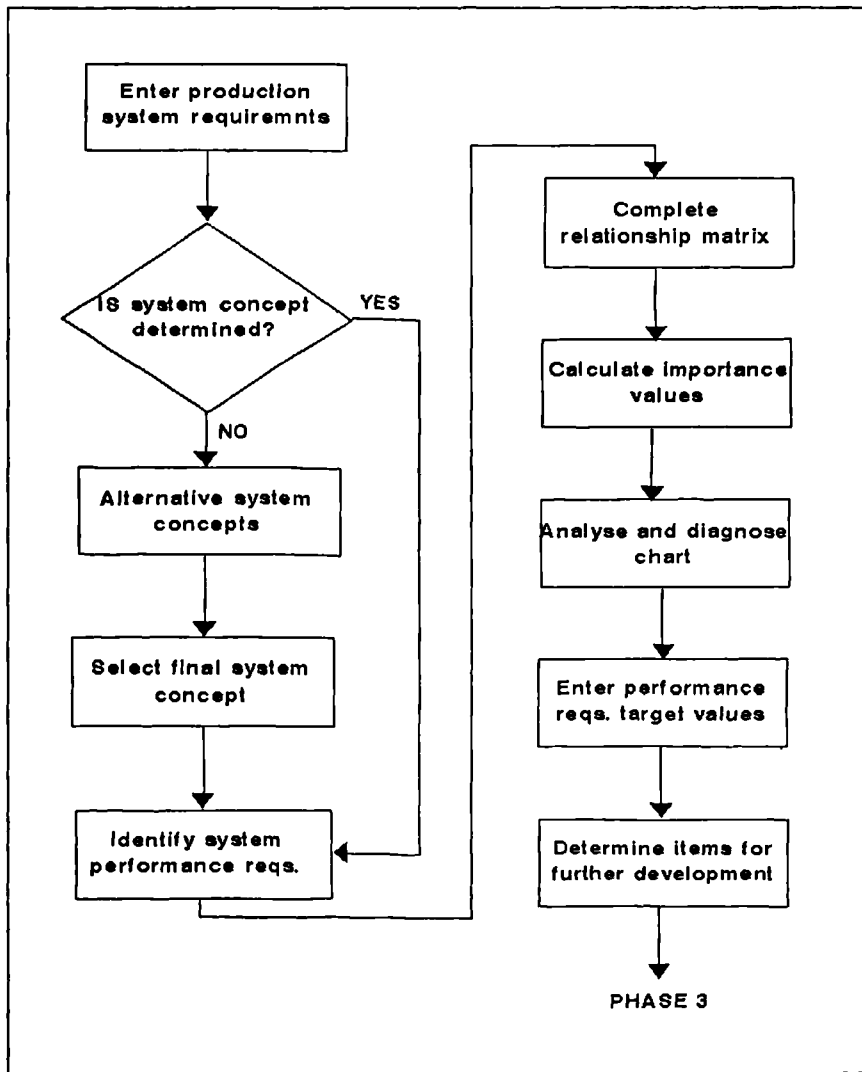 Enter production
system requiremnts
IS system concept
determined?
YES
NO
Alternative system
concepts
Select final system
concept
Identify system
performance reqs.
Complete
relationship matrix
Calculate importance
values
Analyse and diagnose
chart
Enter performance
reqs. target values
Determine items for
further development
PHASE 3